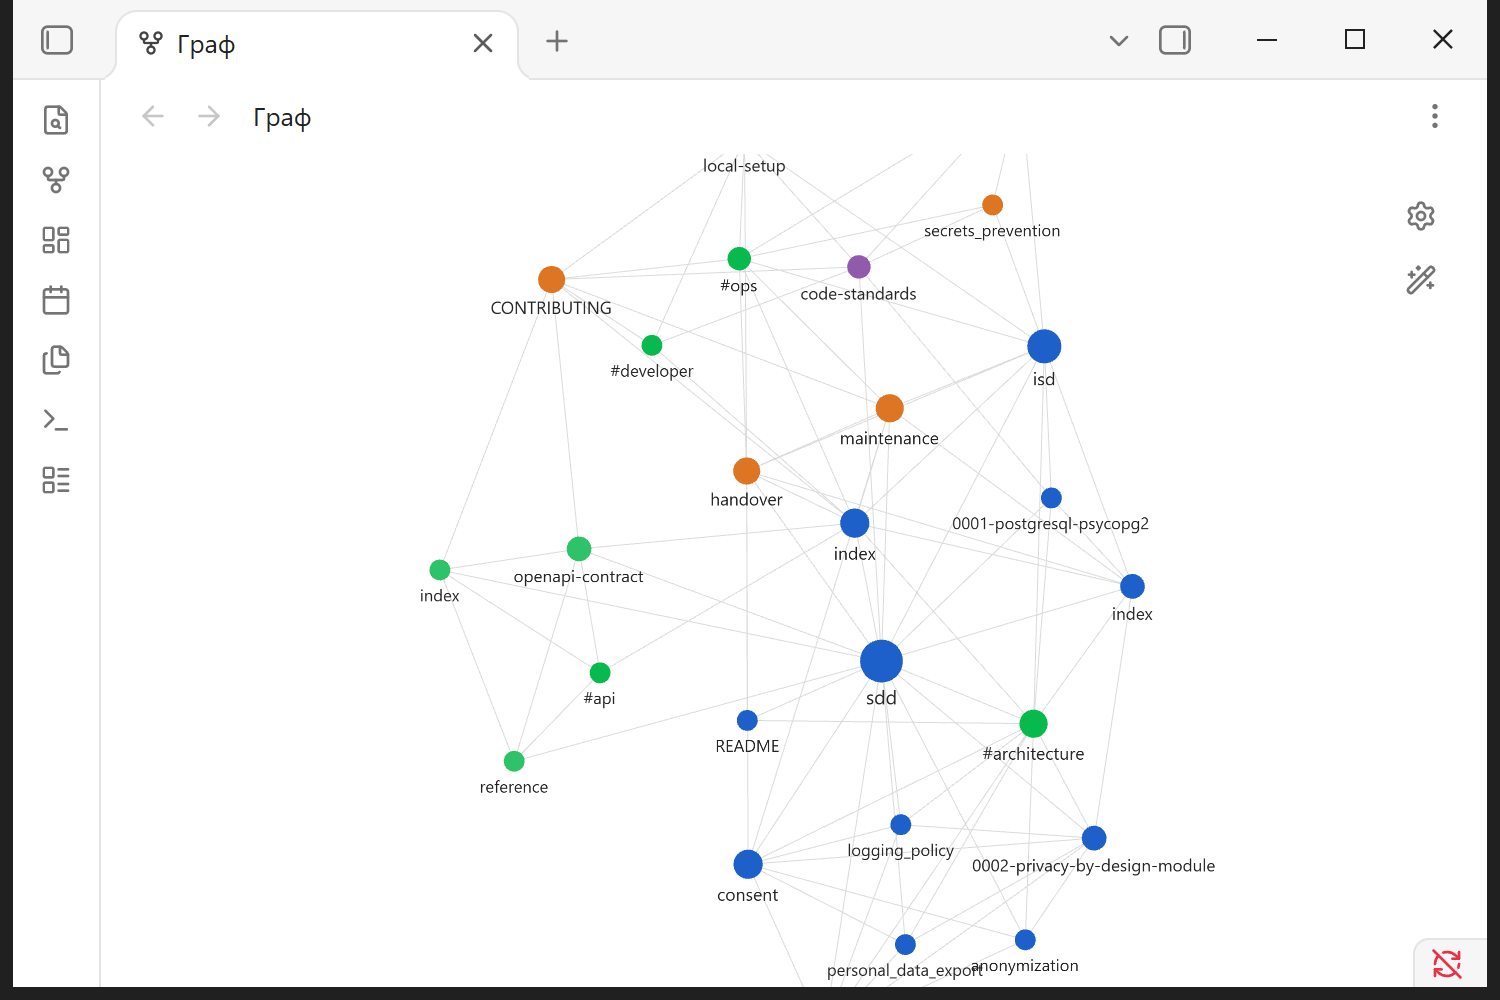 Граф
Граф
local-setup
secrets_prevention
#ops
code-standards
CONTRIBUTING
#developer
isd
maintenance
handover
0001-postgresql-psycopg2
index
openapi-contract
index
index
#api
sdd
README
#architecture
reference
logging_policy
0002-privacy-by-design-module
consent
personal_data_export
anonymization